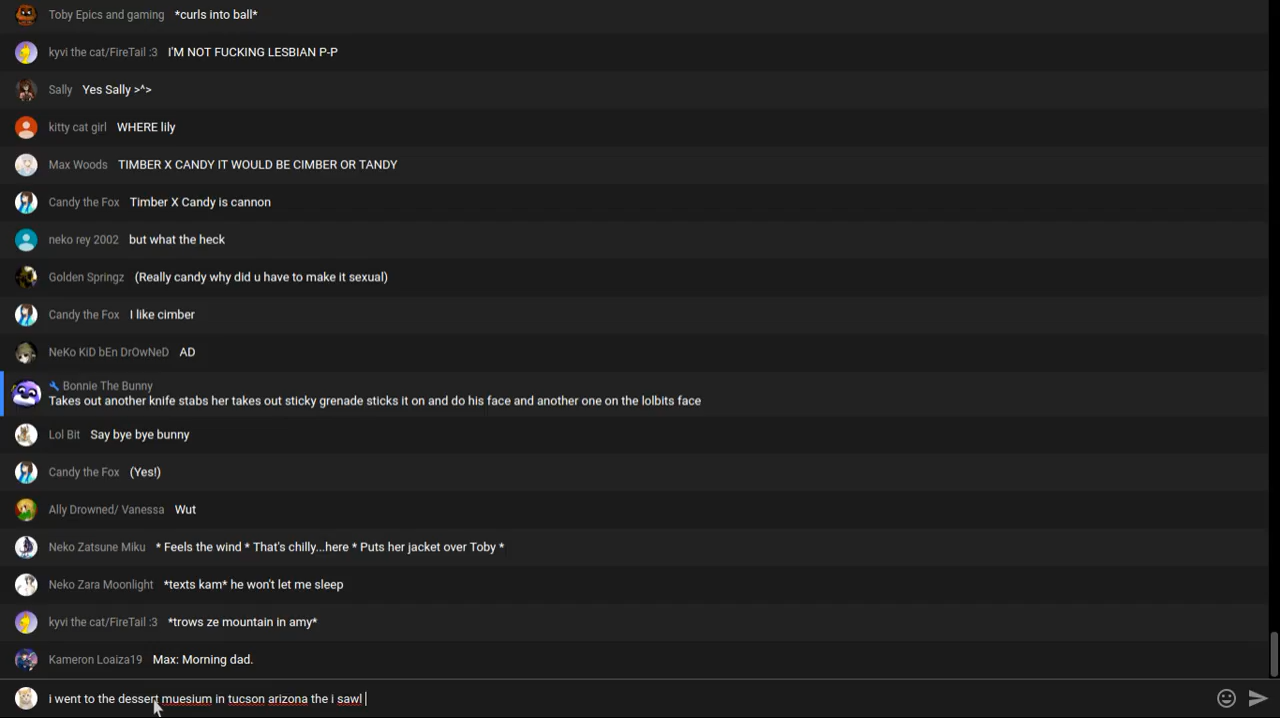 Toby Epics and gaming *curls into ball*
kyvi the cat/FireTail :3 I'M NOT FUCKING LESBIAN P-P
Sally Yes Sally >^>
kitty cat girl WHERE lily
Max Woods TIMBER X CANDY IT WOULD BE CIMBER OR TANDY
Candy the Fox Timber X Candy is cannon
neko rey 2002 but what the heck
Golden Springz (Really candy why did u have to make it sexual)
Candy the Fox I like cimber
NeKo KiD bEn DrOwNeD AD
Bonnie The Bunny
Takes out another knife stabs her takes out sticky grenade sticks it on and do his face and another one on the lolbits face
Lol Bit Say bye bye bunny
Candy the Fox (Yes!)
Ally Drowned/ Vanessa Wut
Neko Zatsune Miku * Feels the wind * That's chilly...here * Puts her jacket over Toby *
Neko Zara Moonlight *texts kam* he won't let me sleep
kyvi the cat/FireTail :3 *trows ze mountain in amy*
Kameron Loaiza19 Max: Morning dad.
i went to the dessert muesium in tucson arizona the i sawl